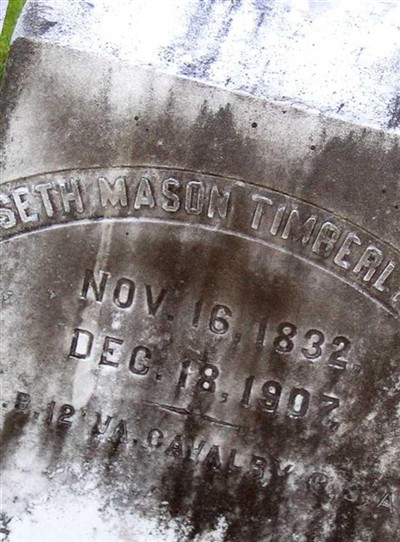 SETH MASON TIMBERL
NOV. 16, 1832,
DEC. 18, 1907,
B. 12 VA. CAVALRY C.S.A